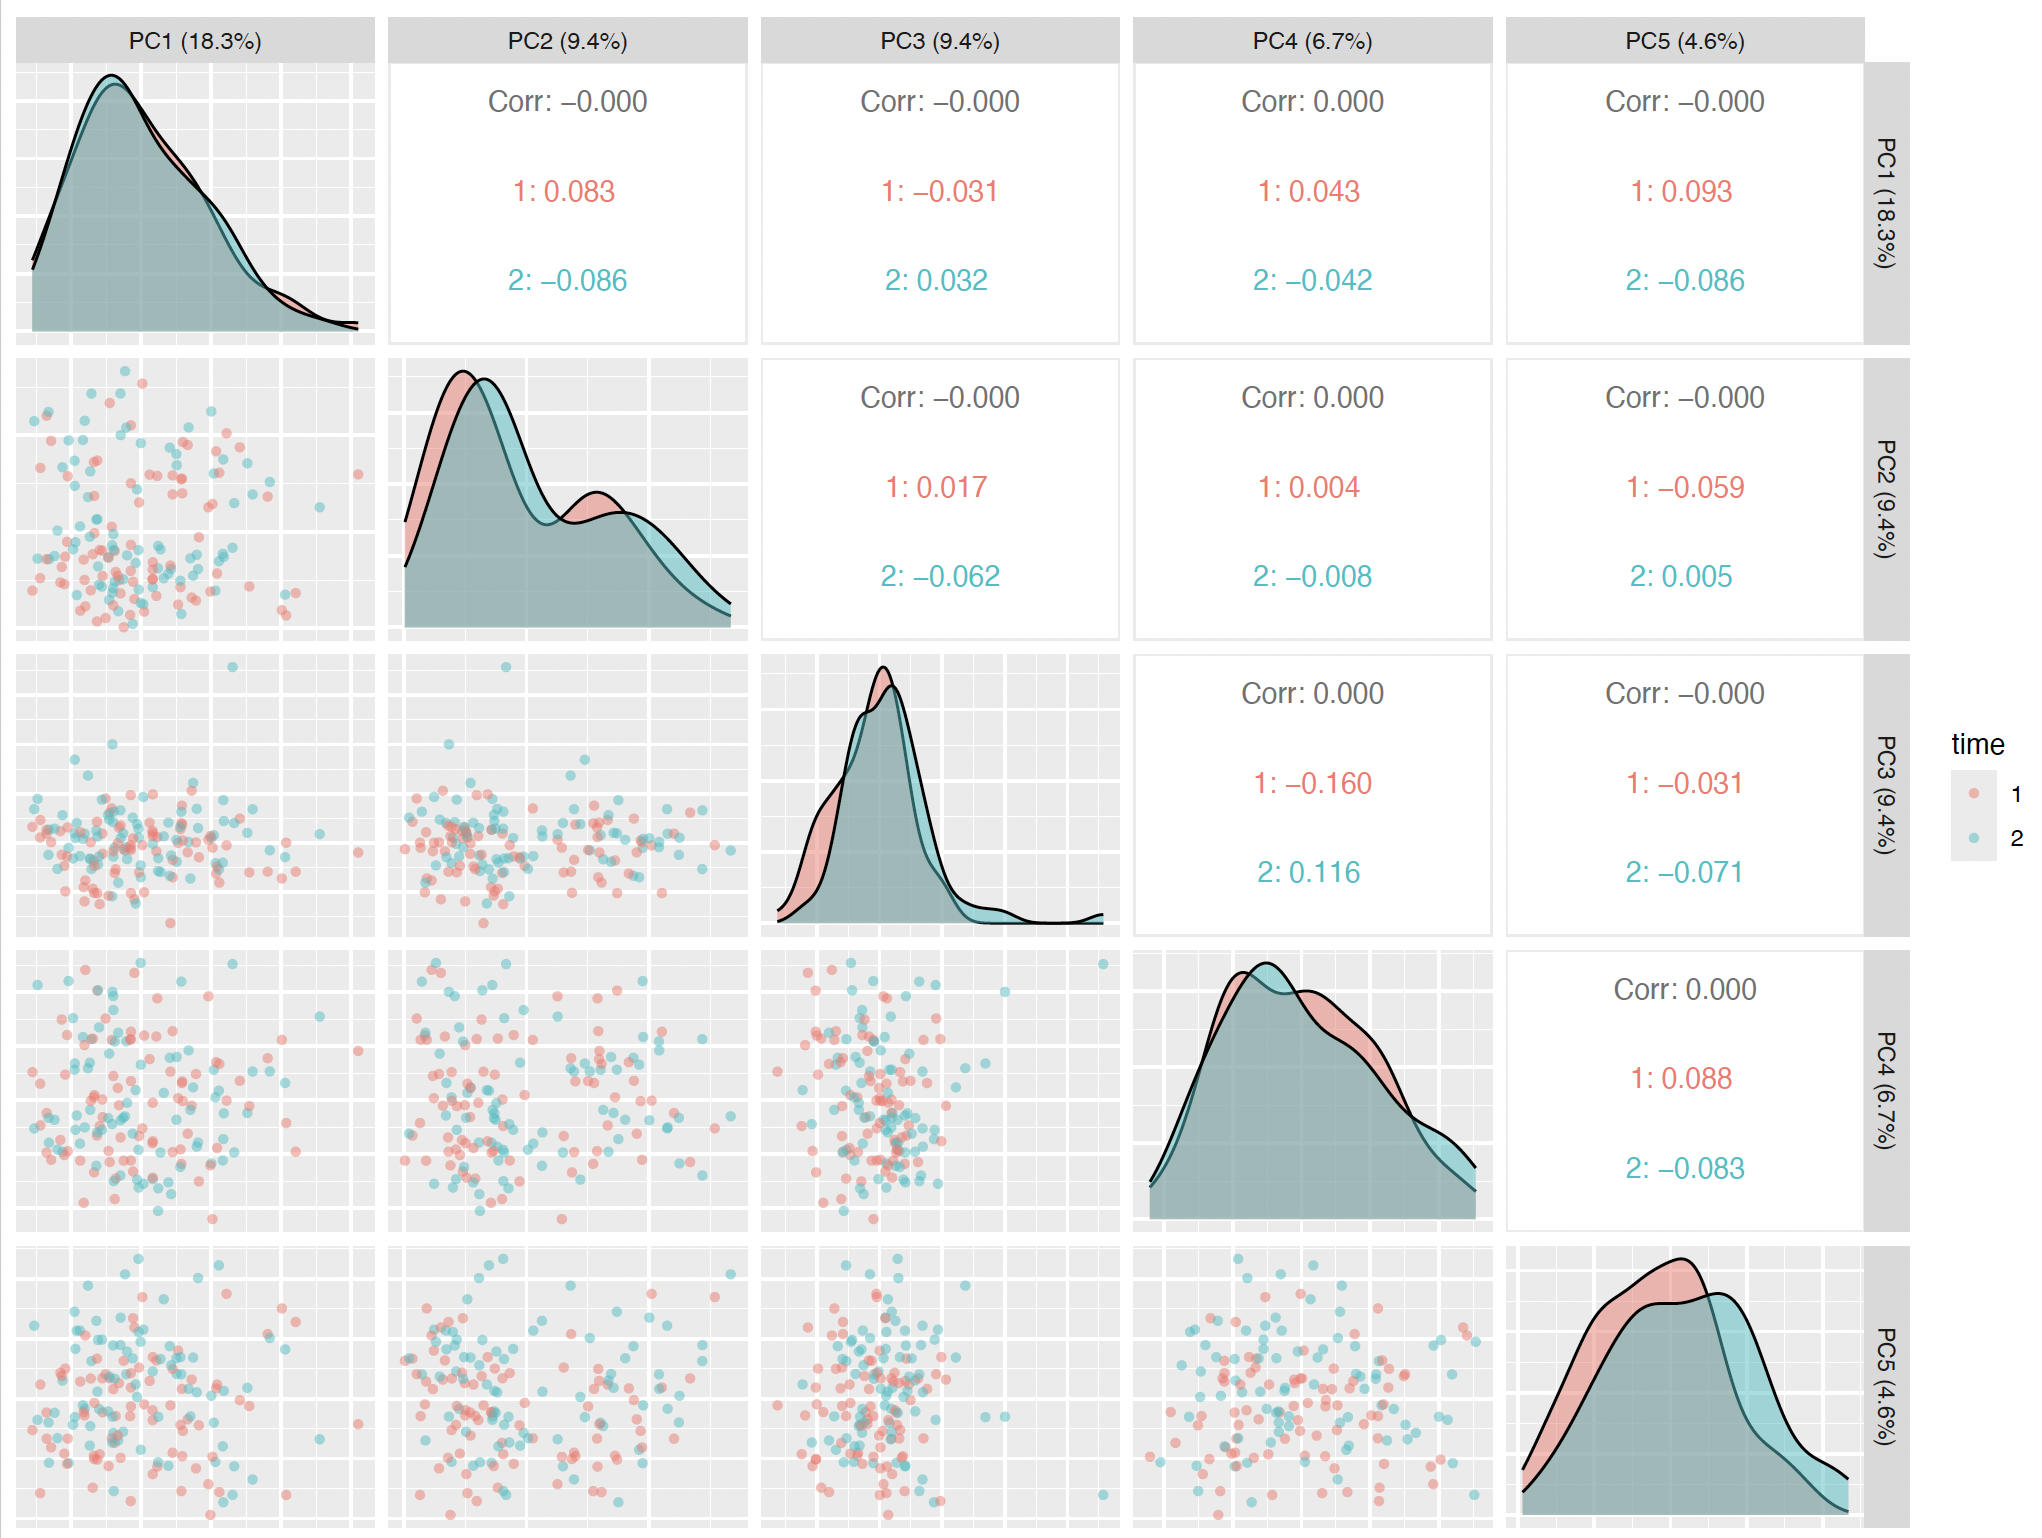 PC1 (18.3%)
PC2 (9.4%)
PC3 (9.4%)
PC4 (6.7%)
PC5 (4.6%)
Corr: −0.000
1: 0.083
2: −0.086
Corr: −0.000
1: −0.031
2: 0.032
Corr: 0.000
1: 0.043
2: −0.042
Corr: −0.000
1: 0.093
2: −0.086
PC1 (18.3%)
Corr: −0.000
1: 0.017
2: −0.062
Corr: 0.000
1: 0.004
2: −0.008
Corr: −0.000
1: −0.059
2: 0.005
PC2 (9.4%)
Corr: 0.000
1: −0.160
2: 0.116
Corr: −0.000
1: −0.031
2: −0.071
PC3 (9.4%)
Corr: 0.000
1: 0.088
2: −0.083
PC4 (6.7%)
PC5 (4.6%)
time
1
2